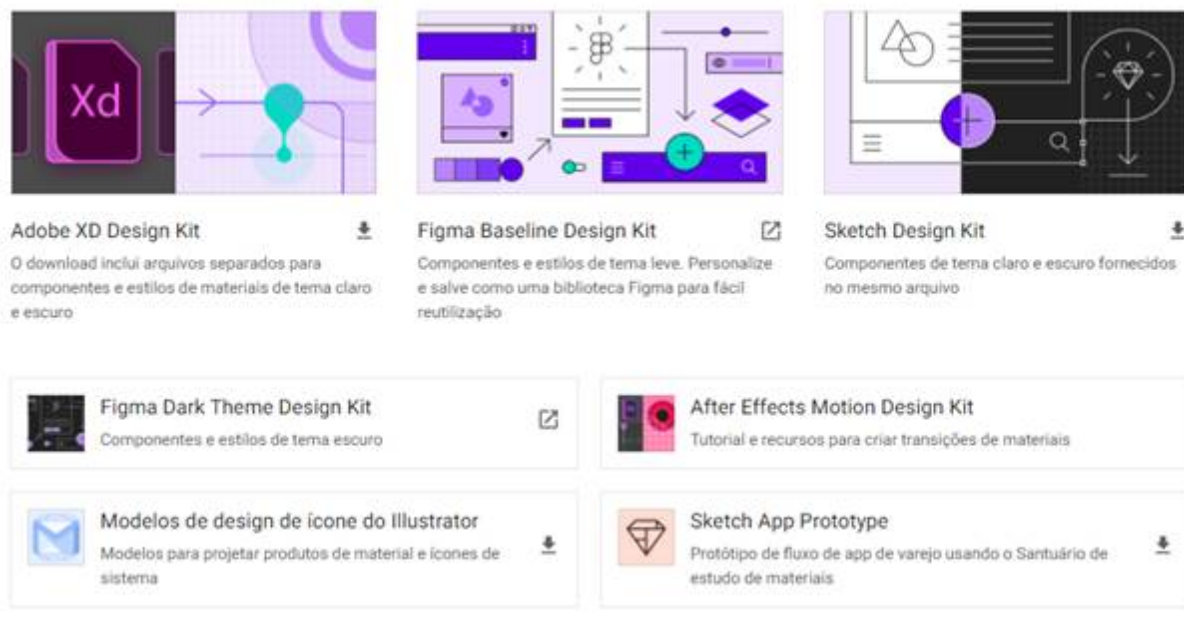 Xd
Adobe XD Design Kit
O download inclui arquivos separados para
componentes e estilos de materiais de tema claro
e escuro
Figma Baseline Design Kit
Componentes e estilos de tema leve. Personalize
e salve como uma biblioteca Figma para fácil
reutilização
Sketch Design Kit
Componentes de tema claro e escuro fornecidos
no mesmo arquivo
Figma Dark Theme Design Kit
Componentes e estilos de tema escuro
After Effects Motion Design Kit
Tutorial e recursos para criar transições de materiais
Modelos de design de ícone do Illustrator
Modelos para projetar produtos de material e ícones de
sistema
Sketch App Prototype
Protótipo de fluxo de app de varejo usando o Santuário de
estudo de materiais